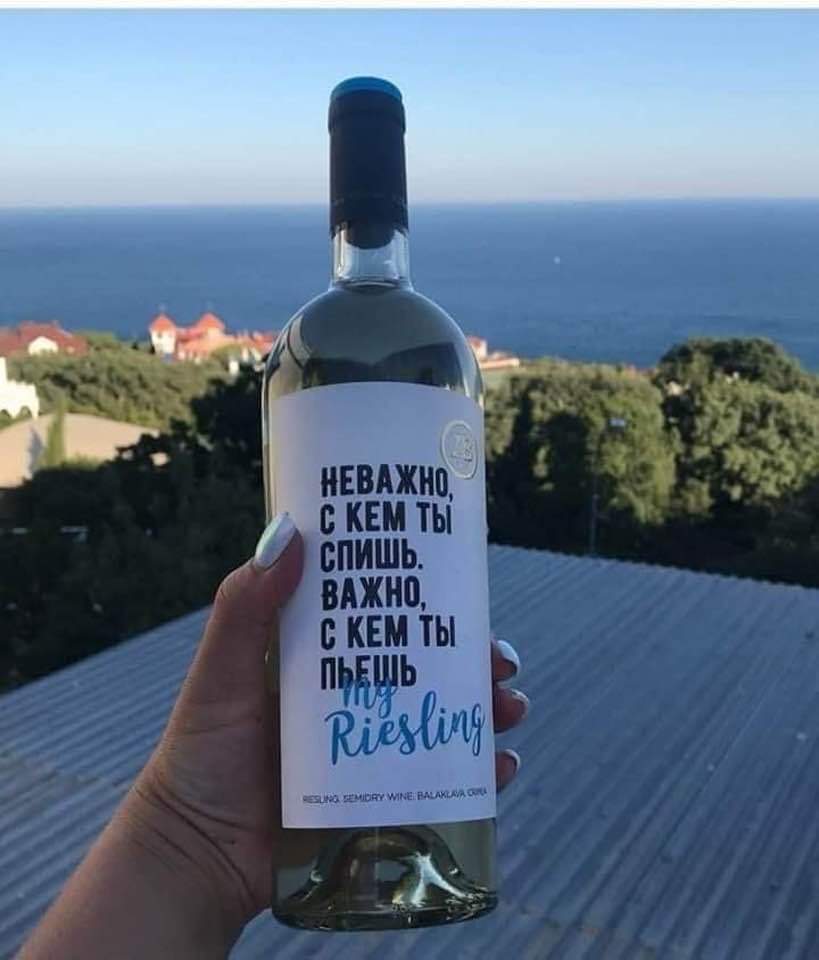 НЕВАЖНО,
С КЕМ ТЫ
СПИШЬ.
ВАЖНО,
С КЕМ ТЫ
ПЬЕШЬ
My
Riesling
RIESLING. SEMIDRY WINE. BALAKLAVA. CRIMEA